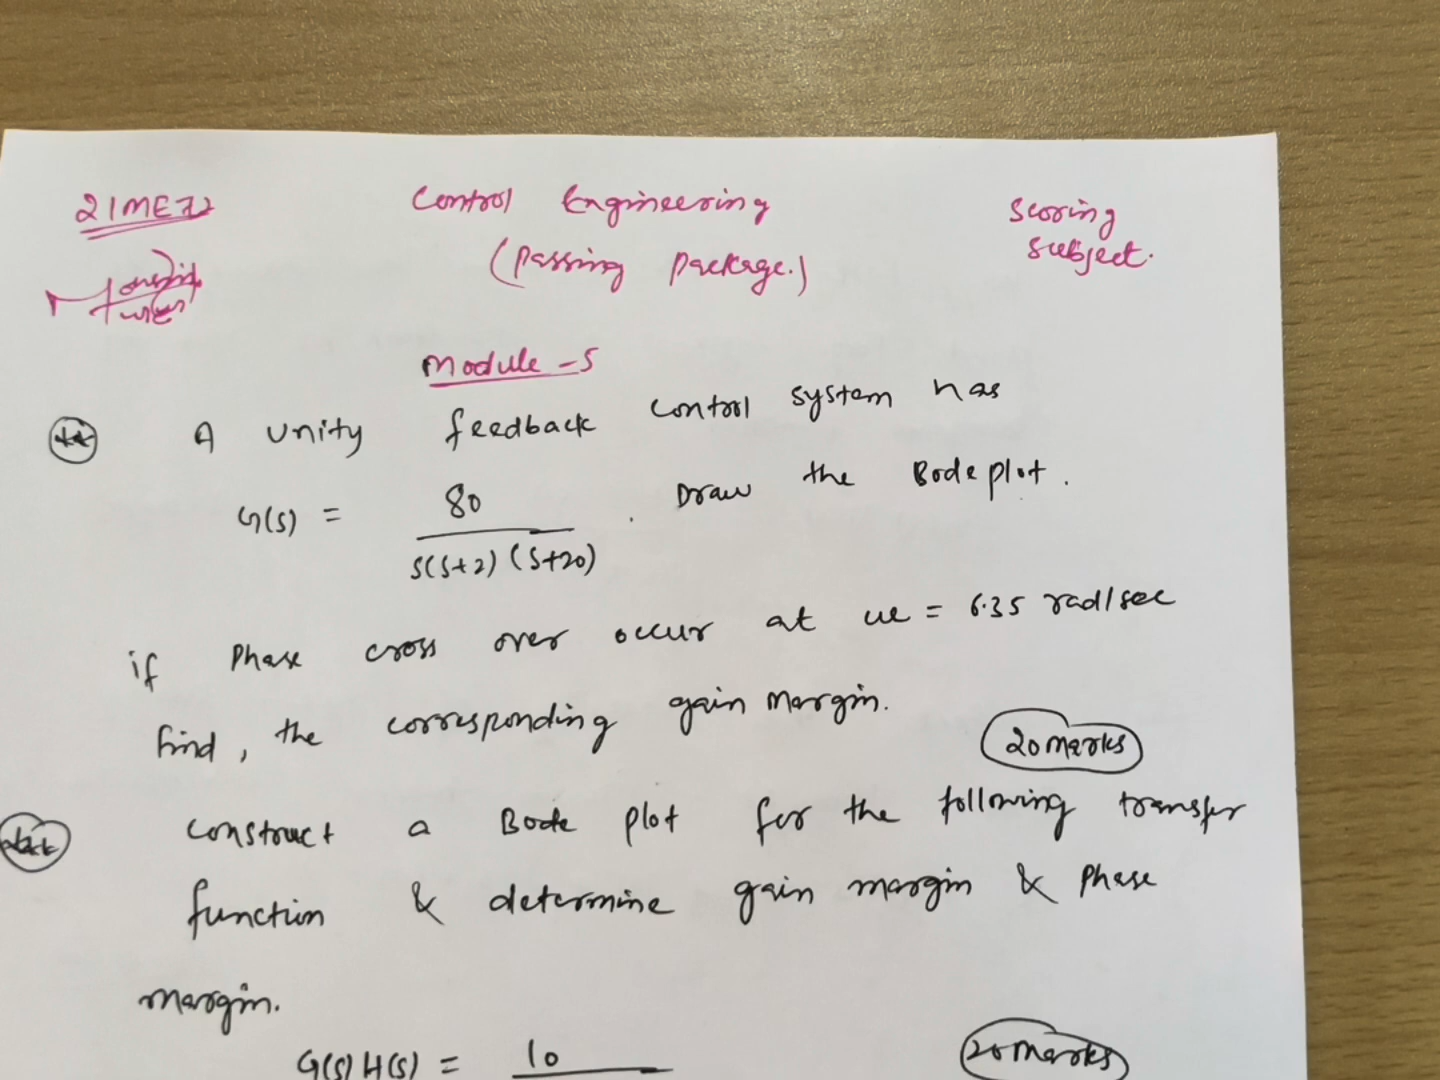 21ME72 Control Engineering Scoring
(Passing Package.) Subject.
Module -5
A unity feedback control system has
G(s) = 80 . Draw the Bode plot.
s(s+2) (s+20)
if Phase cross over occur at wc = 6.35 rad/sec
find, the corresponding gain margin.
20 marks
construct a Bode plot for the following transfer
function & determine gain margin & phase
margin.
G(s) H(s) = 10
20 marks